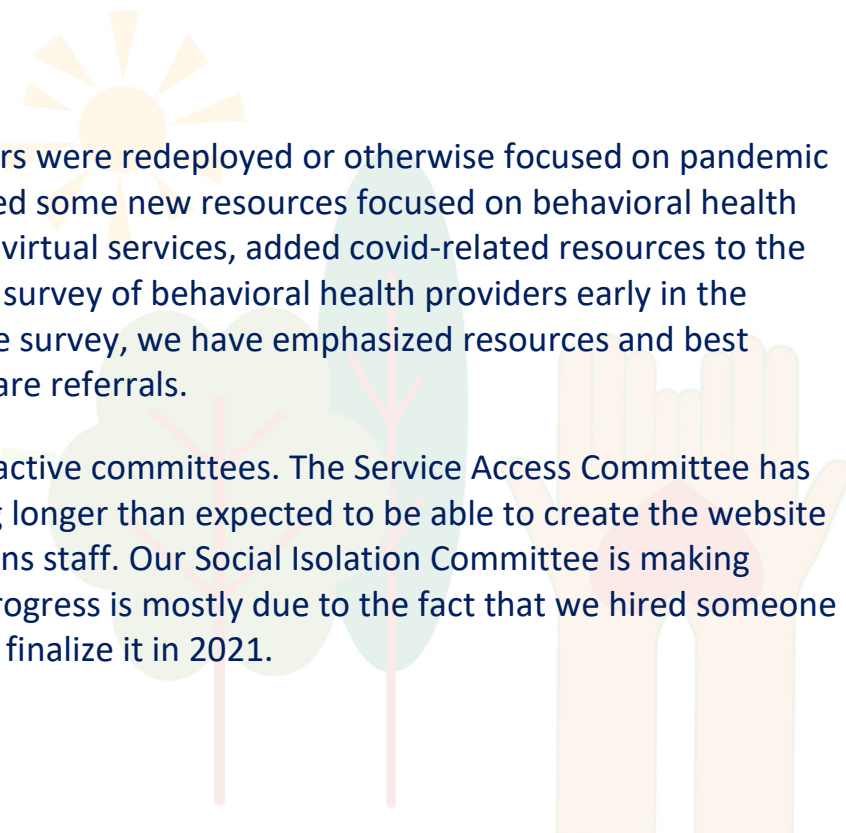 rs were redeployed or otherwise focused on pandemic
ed some new resources focused on behavioral health
virtual services, added covid-related resources to the
survey of behavioral health providers early in the
e survey, we have emphasized resources and best
are referrals.
active committees. The Service Access Committee has
g longer than expected to be able to create the website
ns staff. Our Social Isolation Committee is making
rogress is mostly due to the fact that we hired someone
finalize it in 2021.